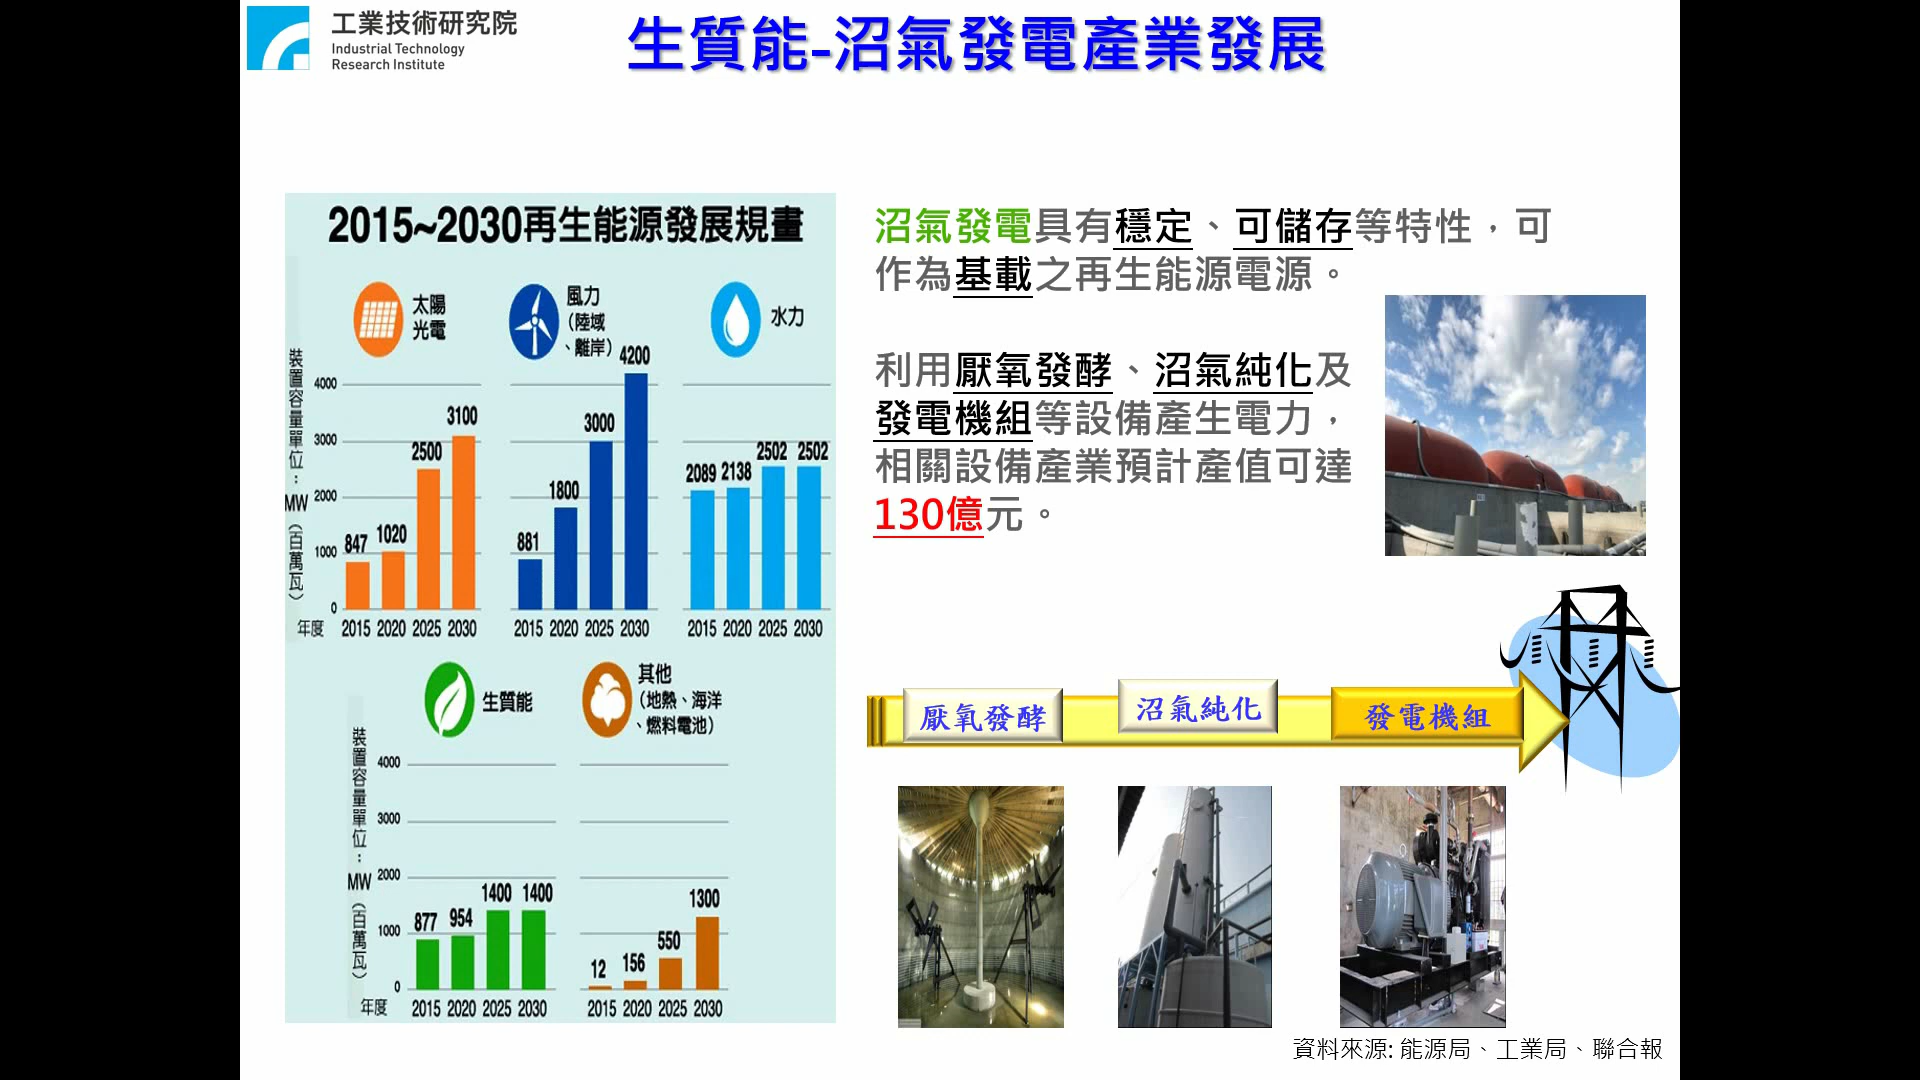 工業技術研究院
Industrial Technology
Research Institute
生質能-沼氣發電產業發展
2015~2030再生能源發展規畫
太陽
光電
風力
(陸域
、離岸)
水力
裝置容量單位：MW（百萬瓦）
4000
3000
2000
1000
0
847
1020
2500
3100
881
1800
3000
4200
2089
2138
2502
2502
年度
2015 2020 2025 2030
2015 2020 2025 2030
2015 2020 2025 2030
生質能
其他
(地熱、海洋
、燃料電池)
裝置容量單位：MW（百萬瓦）
4000
3000
2000
1000
0
877
954
1400
1400
12
156
550
1300
年度
2015 2020 2025 2030
2015 2020 2025 2030
沼氣發電具有穩定、可儲存等特性，可
作為基載之再生能源電源。
利用厭氧發酵、沼氣純化及
發電機組等設備產生電力，
相關設備產業預計產值可達
130億元。
厭氧發酵
沼氣純化
發電機組
資料來源: 能源局、工業局、聯合報